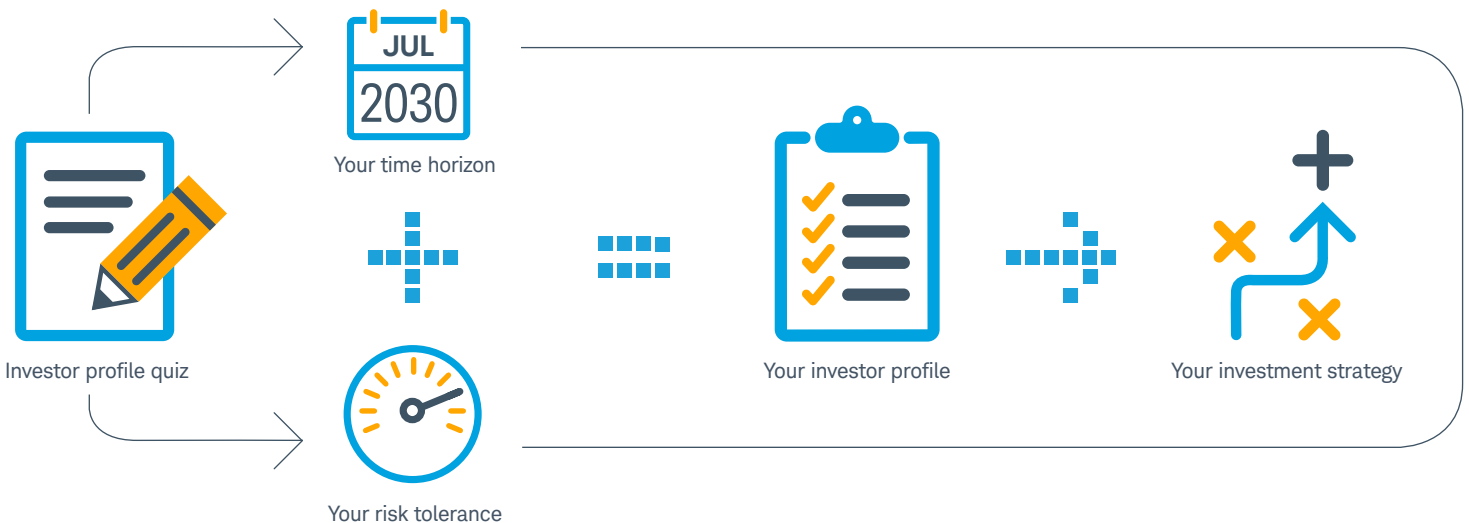 JUL
2030
Your time horizon
Investor profile quiz
Your investor profile
Your investment strategy
Your risk tolerance